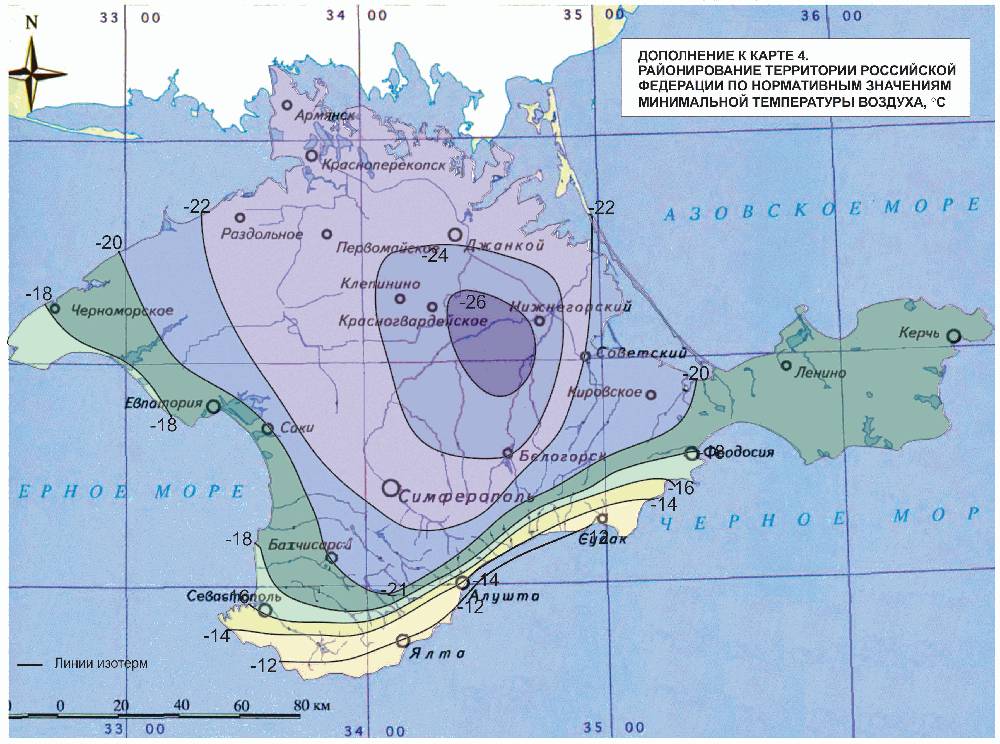 33 00
34 00
35 00
36 00
N
ДОПОЛНЕНИЕ К КАРТЕ 4.
РАЙОНИРОВАНИЕ ТЕРРИТОРИИ РОССИЙСКОЙ
ФЕДЕРАЦИИ ПО НОРМАТИВНЫМ ЗНАЧЕНИЯМ
МИНИМАЛЬНОЙ ТЕМПЕРАТУРЫ ВОЗДУХА, °С
Армянск
Красноперекопск
-22
-22
АЗОВСКОЕ МОРЕ
Раздольное
Первомайское
Джанкой
-20
-24
Клепинино
-18
-26
Нижнегорский
Черноморское
Красногвардейское
Керчь
Советский
Ленино
-20
Кировское
Евпатория
-18
Саки
Белогорск
Феодосия
ЕРНОЕ МОРЕ
Симферополь
-16
-14
ЧЕРНОЕ МОР
-18
Бахчисарай
-12
Судак
-21
-14
Севастополь
Алушта
-12
-14
Ялта
-12
Линии изотерм
0 20 40 60 80 км
33 00
34 00
35 00